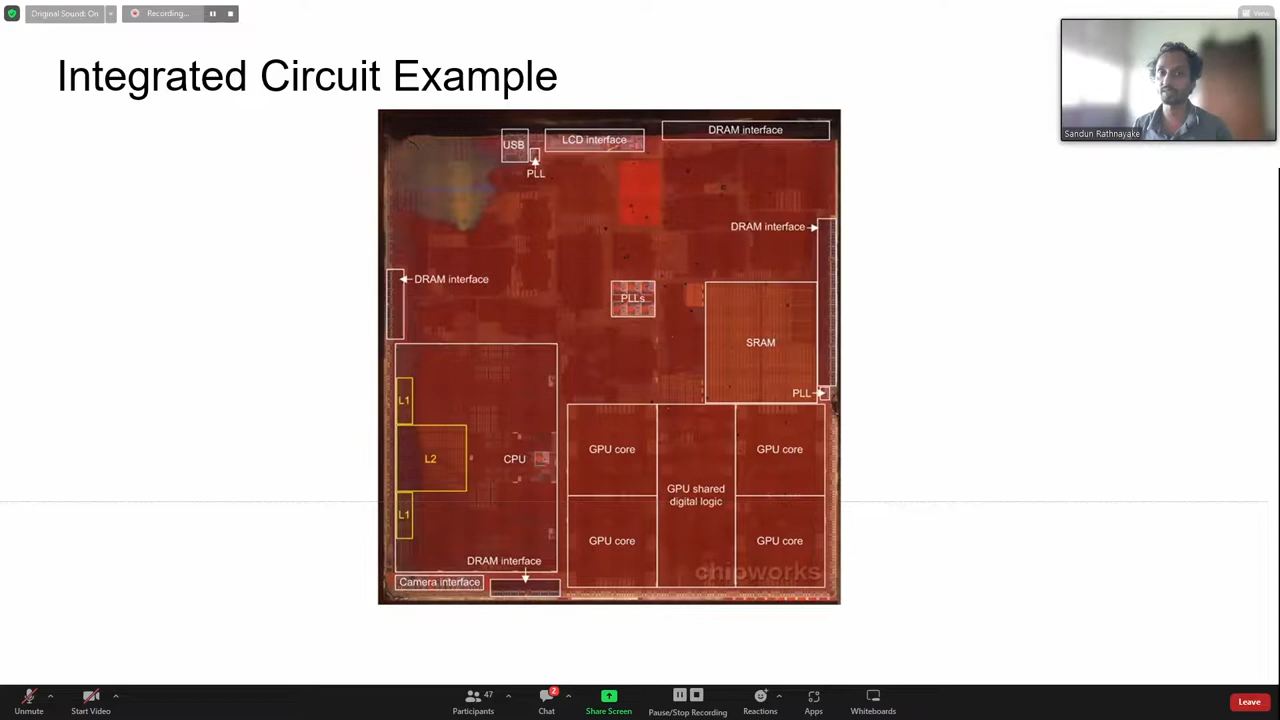 Original Sound: On
Recording...
View
Integrated Circuit Example
Sandun Rathnayake
USB
LCD interface
DRAM interface
PLL
DRAM interface
DRAM interface
PLLs
SRAM
PLL
L1
L2
CPU
L1
GPU core
GPU core
GPU shared
digital logic
GPU core
GPU core
DRAM interface
Camera interface
chipworks
Unmute
Start Video
47
Participants
2
Chat
Share Screen
Pause/Stop Recording
Reactions
Apps
Whiteboards
Leave